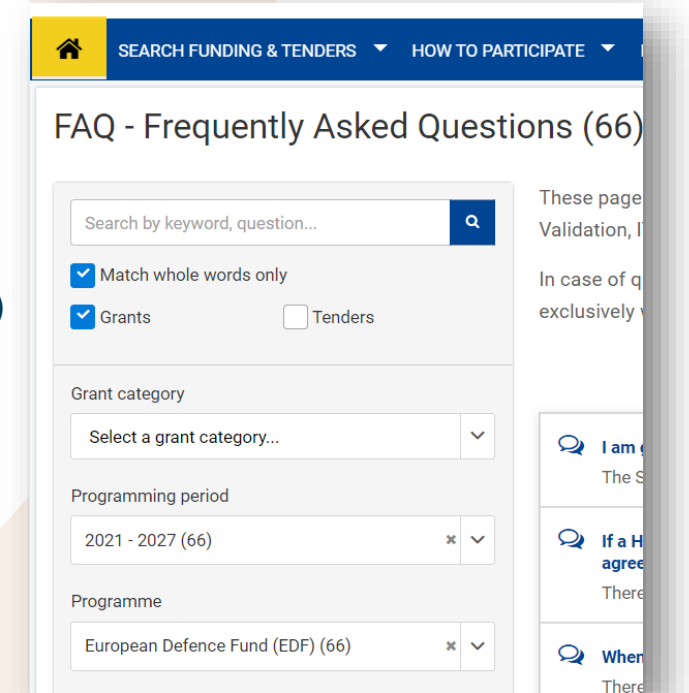 SEARCH FUNDING & TENDERS HOW TO PARTICIPATE
FAQ - Frequently Asked Questions (66)
Search by keyword, question...
Match whole words only
Grants Tenders
Grant category
Select a grant category...
Programming period
2021 - 2027 (66)
Programme
European Defence Fund (EDF) (66)
These page
Validation, I
In case of q
exclusively
I am
The S
If a H
agree
There
When
There